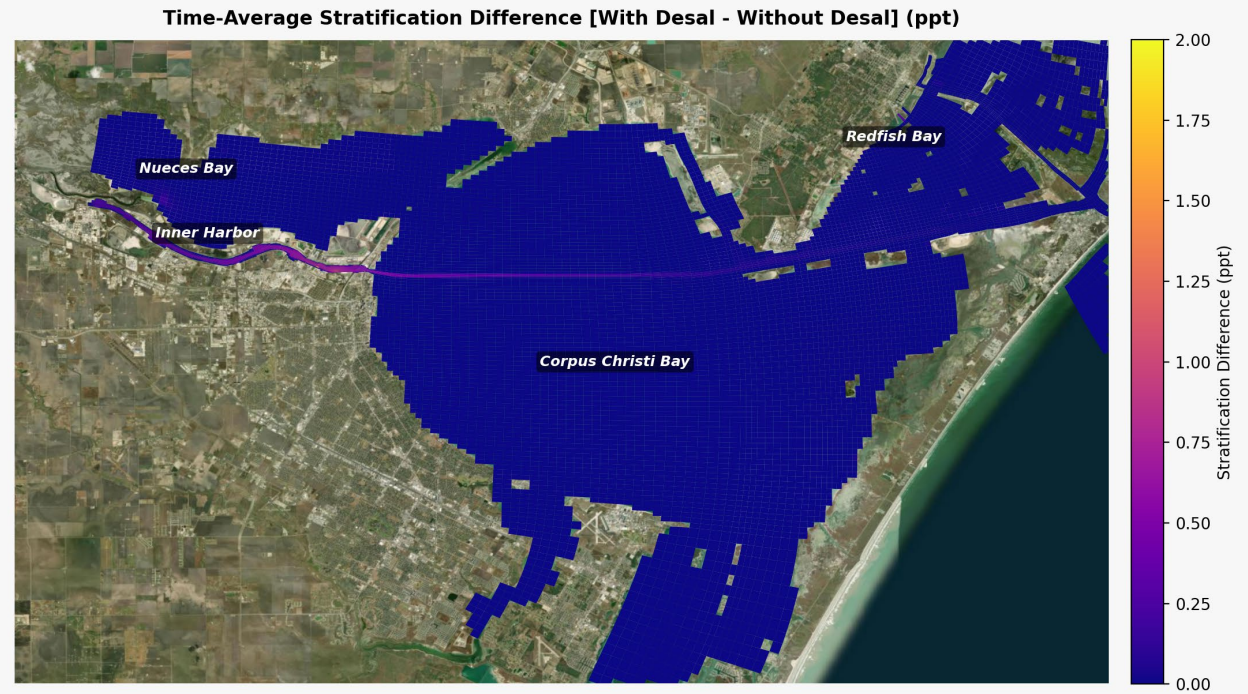 Time-Average Stratification Difference [With Desal - Without Desal] (ppt)
Nueces Bay
Redfish Bay
Inner Harbor
Corpus Christi Bay
2.00
1.75
1.50
1.25
1.00
0.75
0.50
0.25
0.00
Stratification Difference (ppt)